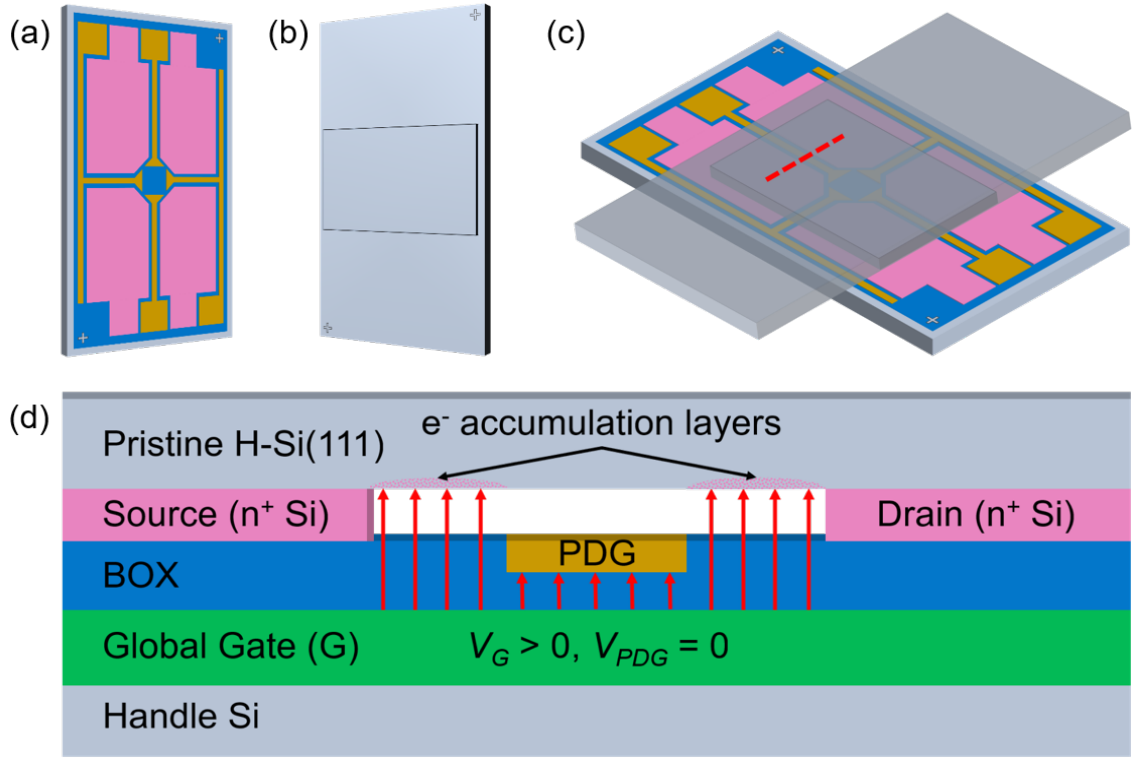 (a)
(b)
(c)
(d)
e⁻ accumulation layers
Pristine H-Si(111)
Source (n⁺ Si)
Drain (n⁺ Si)
PDG
BOX
Global Gate (G)
V_G > 0, V_PDG = 0
Handle Si